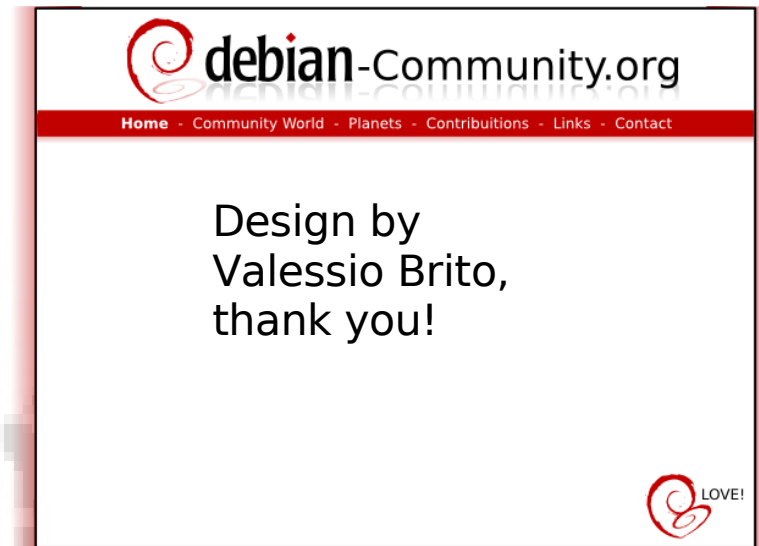 debian-Community.org
Home - Community World - Planets - Contribuitions - Links - Contact
Design by
Valessio Brito,
thank you!
LOVE!